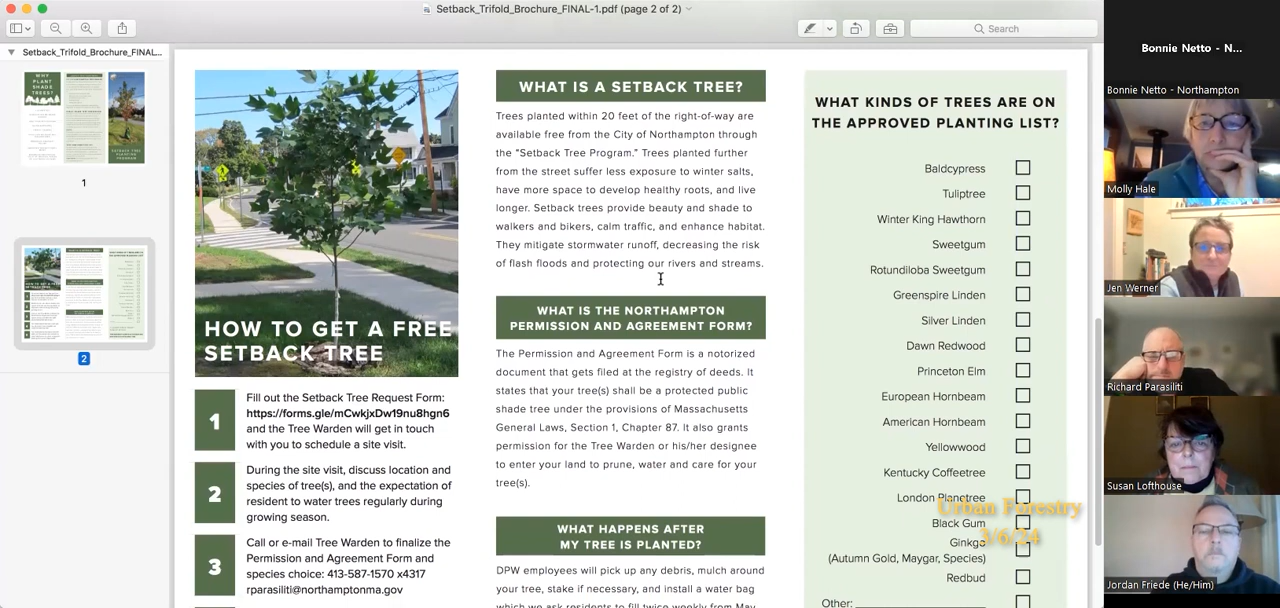 Setback_Trifold_Brochure_FINAL-1.pdf (page 2 of 2)
Search
Setback_Trifold_Brochure_FINAL...
1
2
HOW TO GET A FREE
SETBACK TREE
1
Fill out the Setback Tree Request Form:
https://forms.gle/mCwkjxDw19nu8hgn6
and the Tree Warden will get in touch
with you to schedule a site visit.
2
During the site visit, discuss location and
species of tree(s), and the expectation of
resident to water trees regularly during
growing season.
3
Call or e-mail Tree Warden to finalize the
Permission and Agreement Form and
species choice: 413-587-1570 x4317
rparasiliti@northamptonma.gov
WHAT IS A SETBACK TREE?
Trees planted within 20 feet of the right-of-way are
available free from the City of Northampton through
the "Setback Tree Program." Trees planted further
from the street suffer less exposure to winter salts,
have more space to develop healthy roots, and live
longer. Setback trees provide beauty and shade to
walkers and bikers, calm traffic, and enhance habitat.
They mitigate stormwater runoff, decreasing the risk
of flash floods and protecting our rivers and streams.
WHAT IS THE NORTHAMPTON
PERMISSION AND AGREEMENT FORM?
The Permission and Agreement Form is a notorized
document that gets filed at the registry of deeds. It
states that your tree(s) shall be a protected public
shade tree under the provisions of Massachusetts
General Laws, Section 1, Chapter 87. It also grants
permission for the Tree Warden or his/her designee
to enter your land to prune, water and care for your
tree(s).
WHAT HAPPENS AFTER
MY TREE IS PLANTED?
DPW employees will pick up any debris, mulch around
your tree, stake if necessary, and install a water bag
which we ask residents to fill twice weekly from May
WHAT KINDS OF TREES ARE ON
THE APPROVED PLANTING LIST?
Baldcypress
Tuliptree
Winter King Hawthorn
Sweetgum
Rotundiloba Sweetgum
Greenspire Linden
Silver Linden
Dawn Redwood
Princeton Elm
European Hornbeam
American Hornbeam
Yellowwood
Kentucky Coffeetree
London Planetree
Black Gum
Ginkgo
(Autumn Gold, Maygar, Species)
Redbud
Other:
Urban Forestry
3/6/24
Bonnie Netto - N...
Bonnie Netto - Northampton
Molly Hale
Jen Werner
Richard Parasiliti
Susan Lofthouse
Jordan Friede (He/Him)